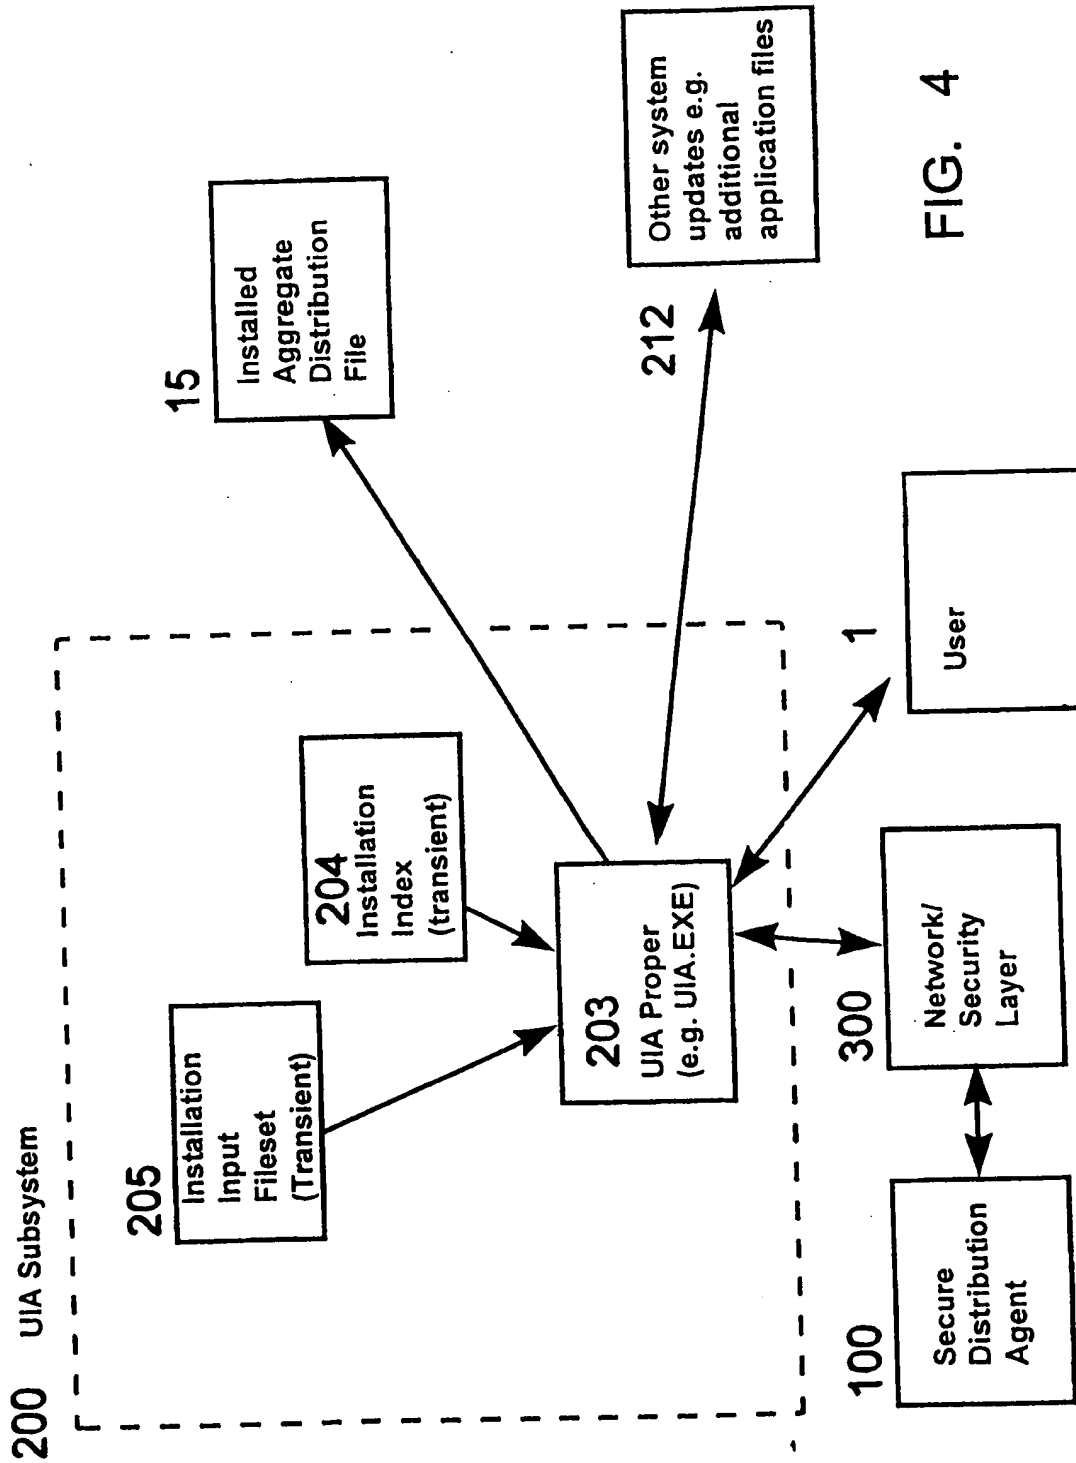 200 UIA Subsystem
205
Installation
Input
Fileset
(Transient)
204
Installation
Index
(transient)
15
Installed
Aggregate
Distribution
File
203
UIA Proper
(e.g. UIA.EXE)
212
Other system
updates e.g.
additional
application files
100
Secure
Distribution
Agent
300
Network/
Security
Layer
1
User
FIG. 4